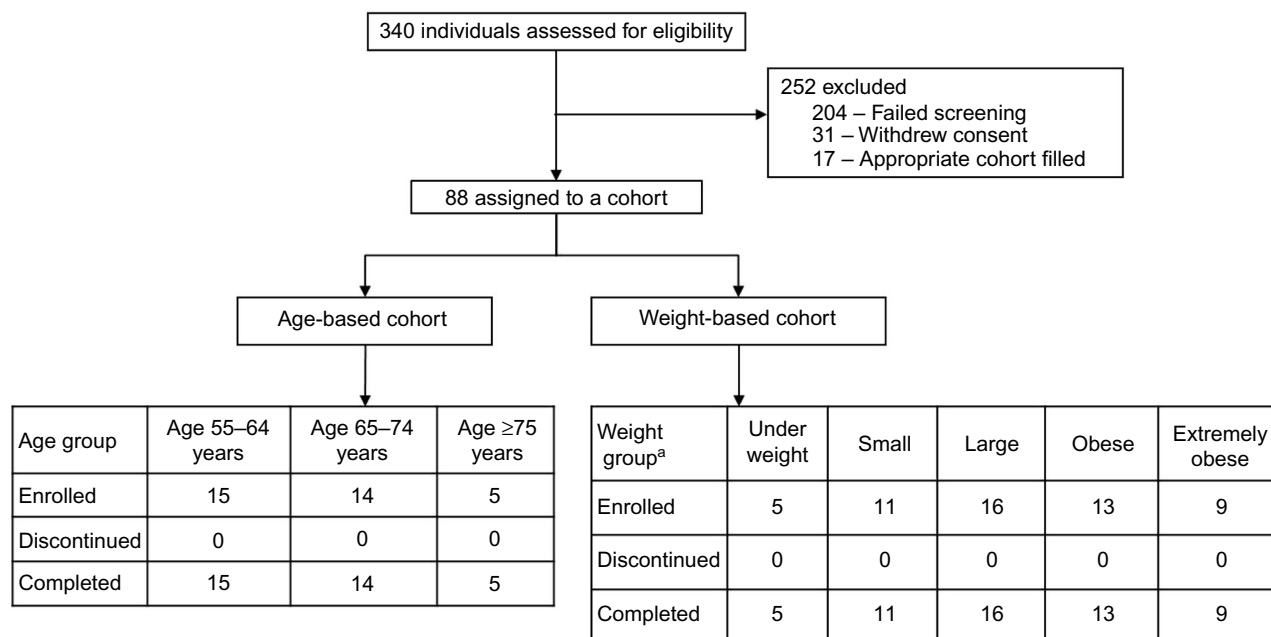 340 individuals assessed for eligibility
252 excluded
204 – Failed screening
31 – Withdrew consent
17 – Appropriate cohort filled
88 assigned to a cohort
Age-based cohort
Weight-based cohort
Age group
Age 55–64
years
Age 65–74
years
Age ≥75
years
Enrolled 15 14 5
Discontinued 0 0 0
Completed 15 14 5
Weight
groupᵃ
Under
weight
Small
Large
Obese
Extremely
obese
Enrolled 5 11 16 13 9
Discontinued 0 0 0 0 0
Completed 5 11 16 13 9